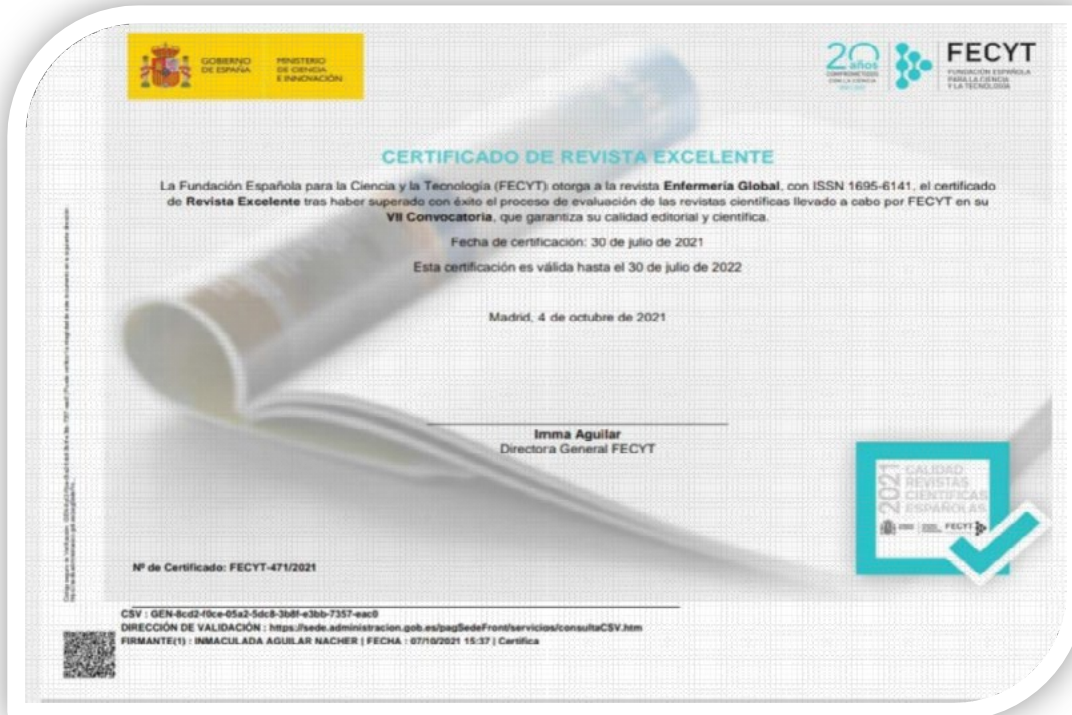 GOBIERNO
DE ESPAÑA
MINISTERIO
DE CIENCIA
E INNOVACIÓN
20
años
COMPROMETIDOS
CON LA CIENCIA
FECYT
FUNDACIÓN ESPAÑOLA
PARA LA CIENCIA
Y LA TECNOLOGÍA
CERTIFICADO DE REVISTA EXCELENTE
La Fundación Española para la Ciencia y la Tecnología (FECYT) otorga a la revista Enfermería Global, con ISSN 1695-6141, el certificado
de Revista Excelente tras haber superado con éxito el proceso de evaluación de las revistas científicas llevado a cabo por FECYT en su
VII Convocatoria, que garantiza su calidad editorial y científica.
Fecha de certificación: 30 de julio de 2021
Esta certificación es válida hasta el 30 de julio de 2022
Madrid, 4 de octubre de 2021
Imma Aguilar
Directora General FECYT
2021
CALIDAD
REVISTAS
CIENTÍFICAS
ESPAÑOLAS
FECYT
Nº de Certificado: FECYT-471/2021
CSV : GEN-8cd2-f0ce-05a2-5dc8-3b8f-e3bb-7357-eac0
DIRECCIÓN DE VALIDACIÓN : https://sede.administracion.gob.es/pagSedeFront/servicios/consultaCSV.htm
FIRMANTE(1) : INMACULADA AGUILAR NACHER | FECHA : 07/10/2021 15:37 | Certifica